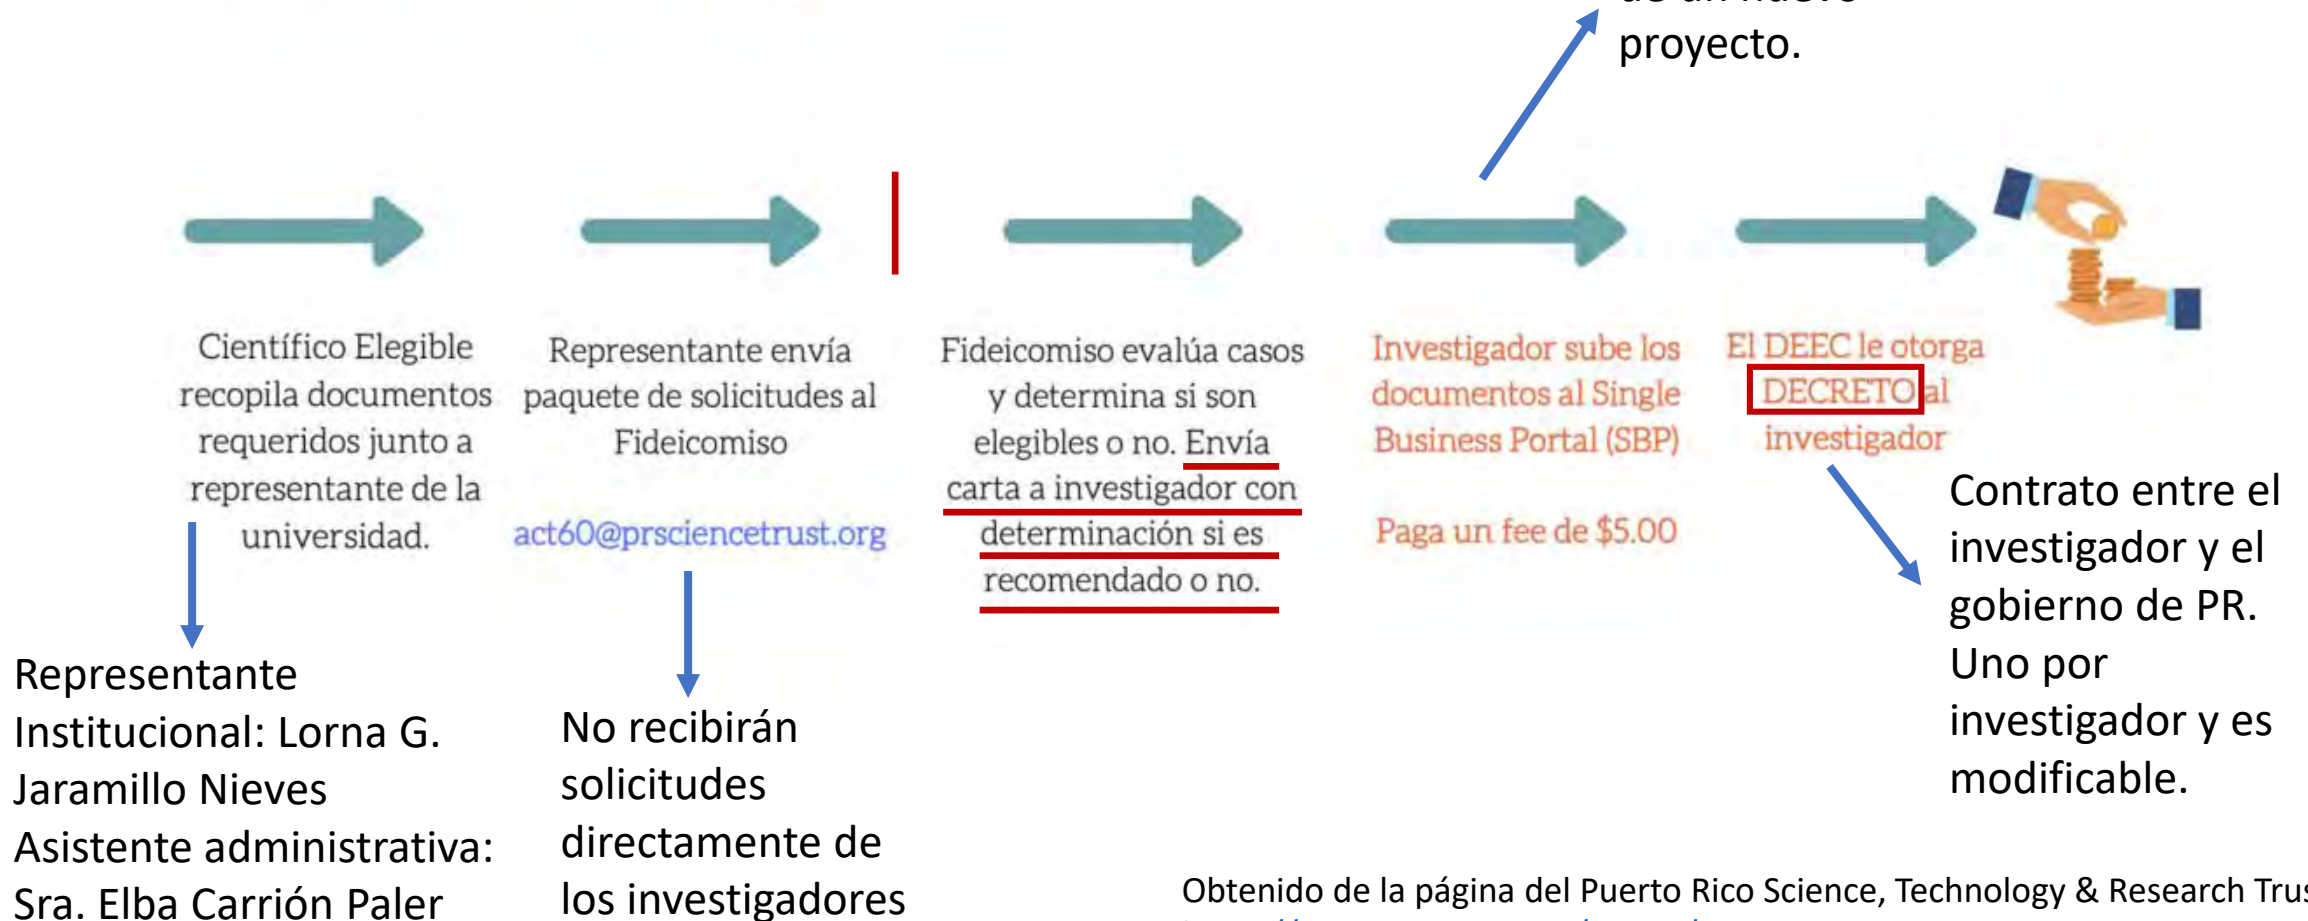 proyecto.
Científico Elegible
recopila documentos
requeridos junto a
representante de la
universidad.
Representante envía
paquete de solicitudes al
Fideicomiso
act60@prsciencetrust.org
Fideicomiso evalúa casos
y determina si son
elegibles o no. Envía
carta a investigador con
determinación si es
recomendado o no.
Investigador sube los
documentos al Single
Business Portal (SBP)
Paga un fee de $5.00
El DEEC le otorga
DECRETO al
investigador
Contrato entre el
investigador y el
gobierno de PR.
Uno por
investigador y es
modificable.
Representante
Institucional: Lorna G.
Jaramillo Nieves
Asistente administrativa:
Sra. Elba Carrión Paler
No recibirán
solicitudes
directamente de
los investigadores
Obtenido de la página del Puerto Rico Science, Technology & Research